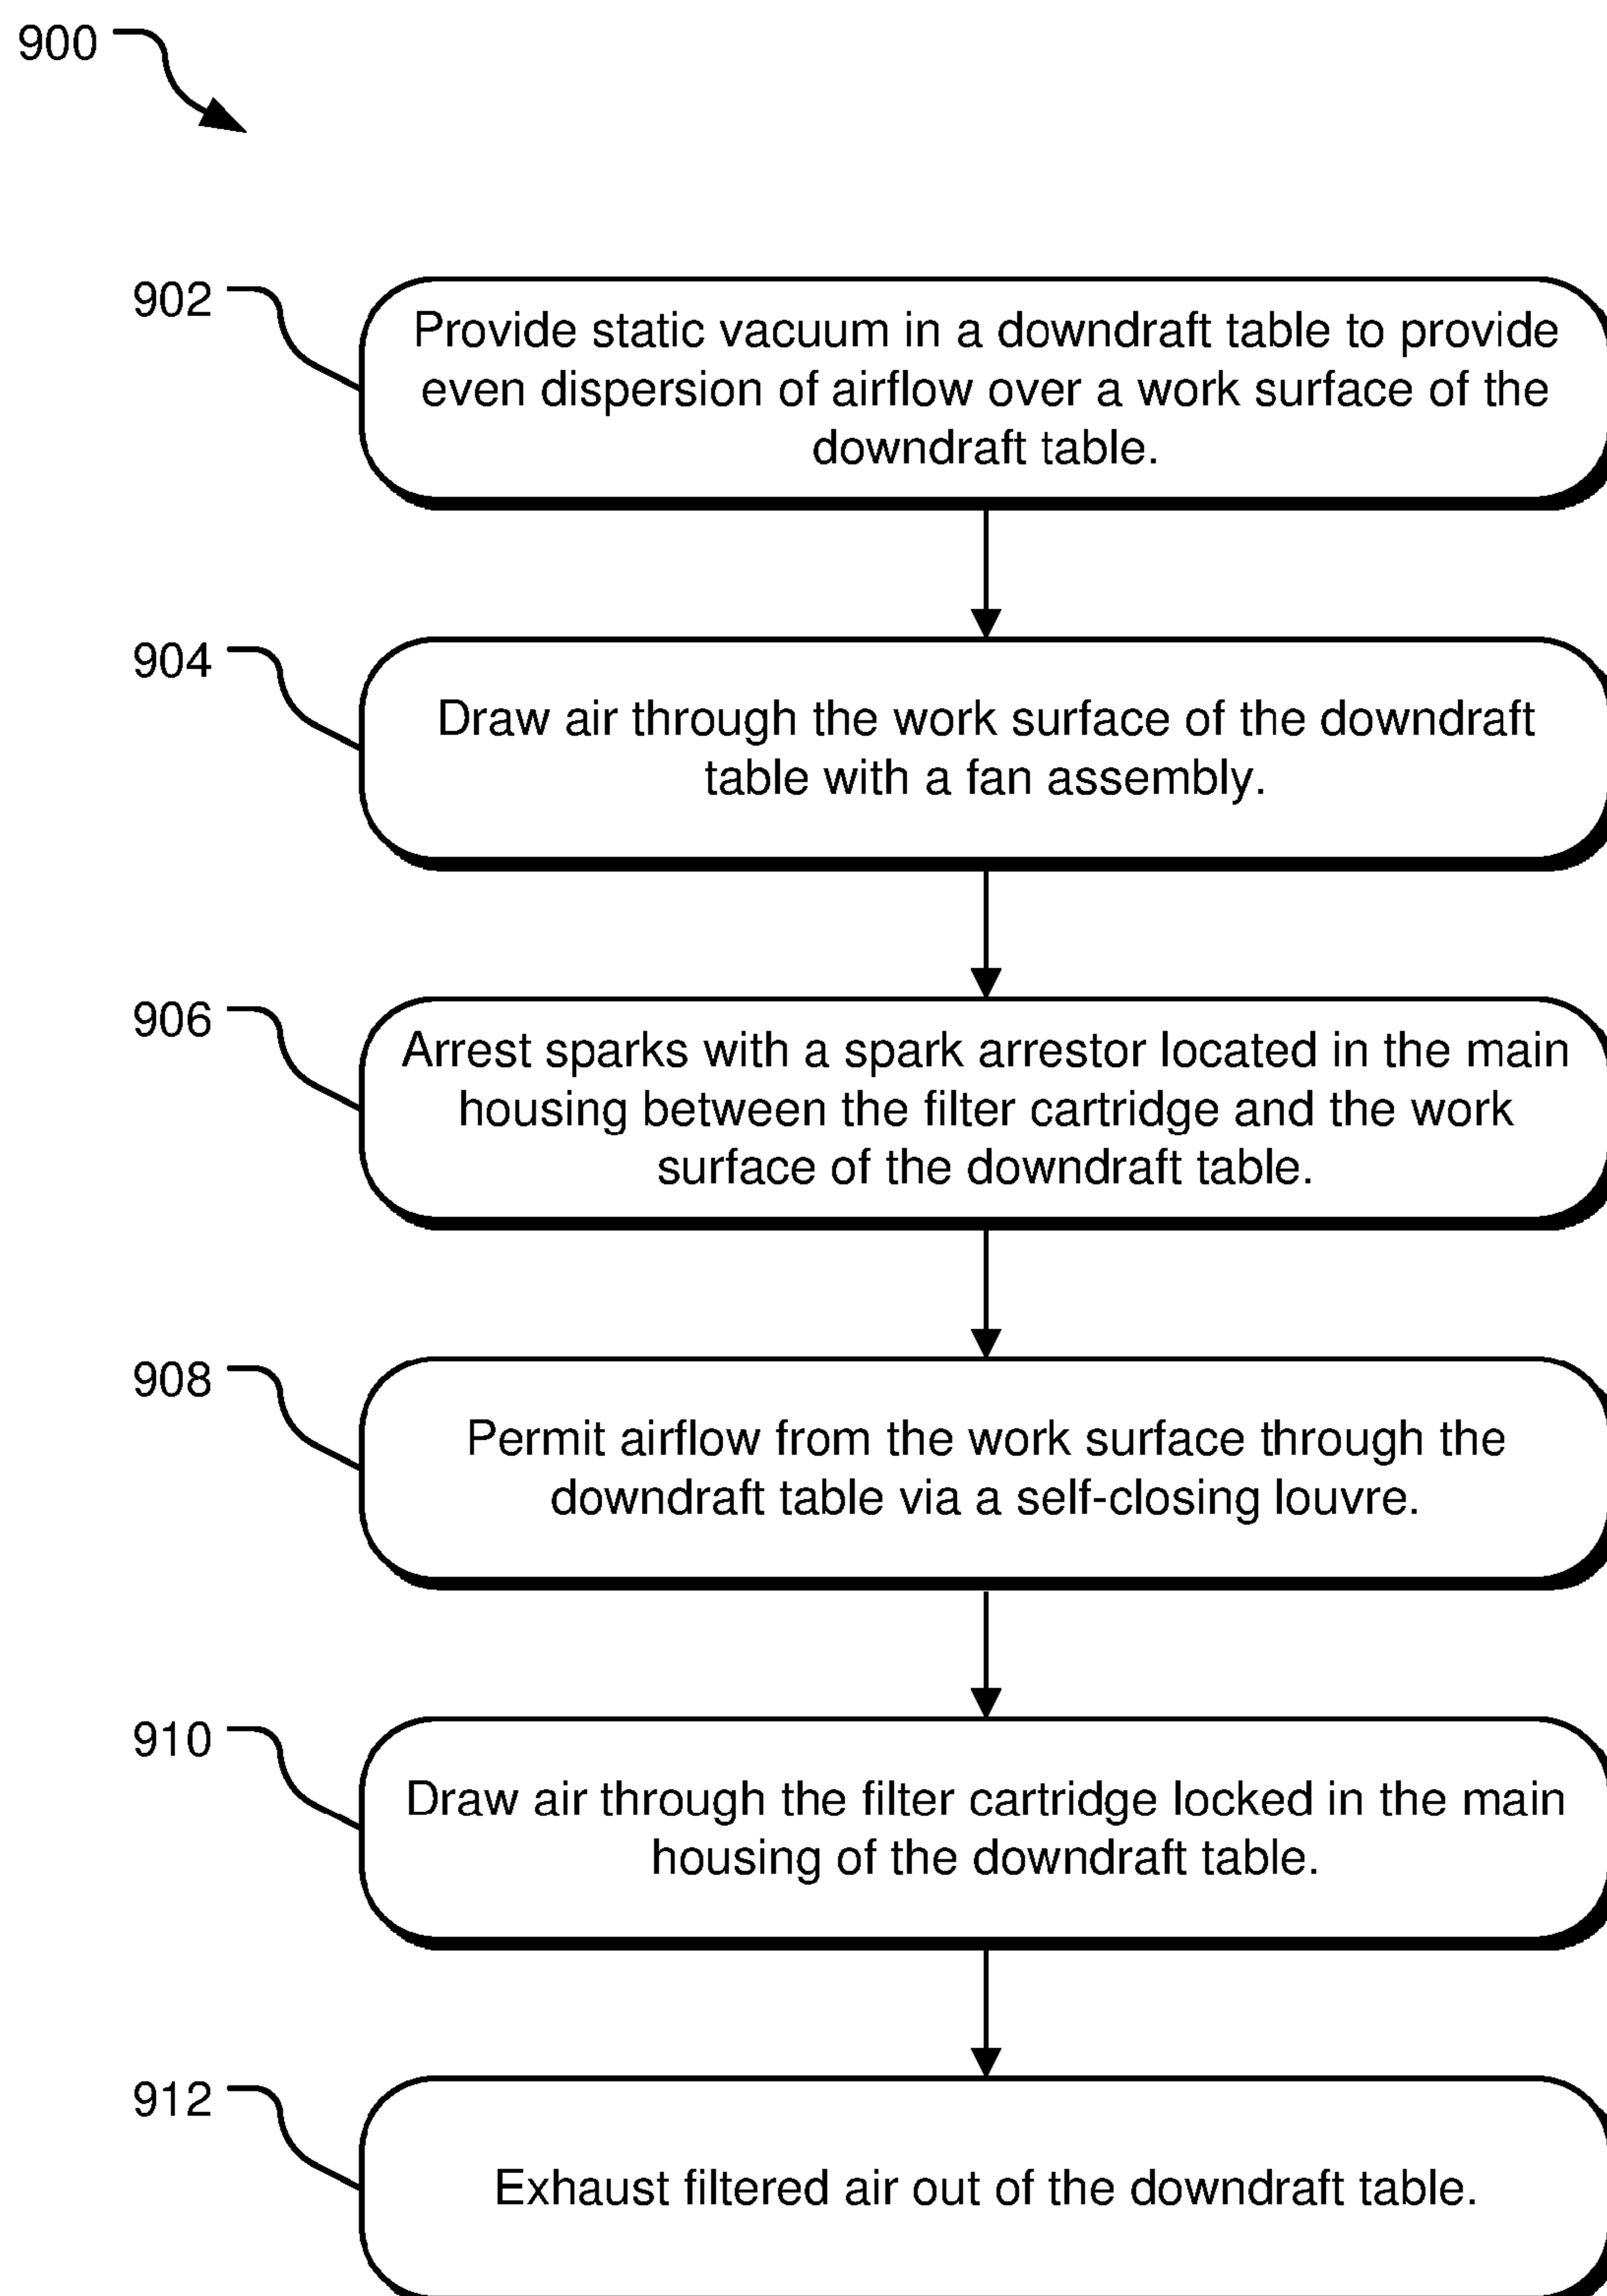 900
902
Provide static vacuum in a downdraft table to provide
even dispersion of airflow over a work surface of the
downdraft table.
904
Draw air through the work surface of the downdraft
table with a fan assembly.
906
Arrest sparks with a spark arrestor located in the main
housing between the filter cartridge and the work
surface of the downdraft table.
908
Permit airflow from the work surface through the
downdraft table via a self-closing louvre.
910
Draw air through the filter cartridge locked in the main
housing of the downdraft table.
912
Exhaust filtered air out of the downdraft table.